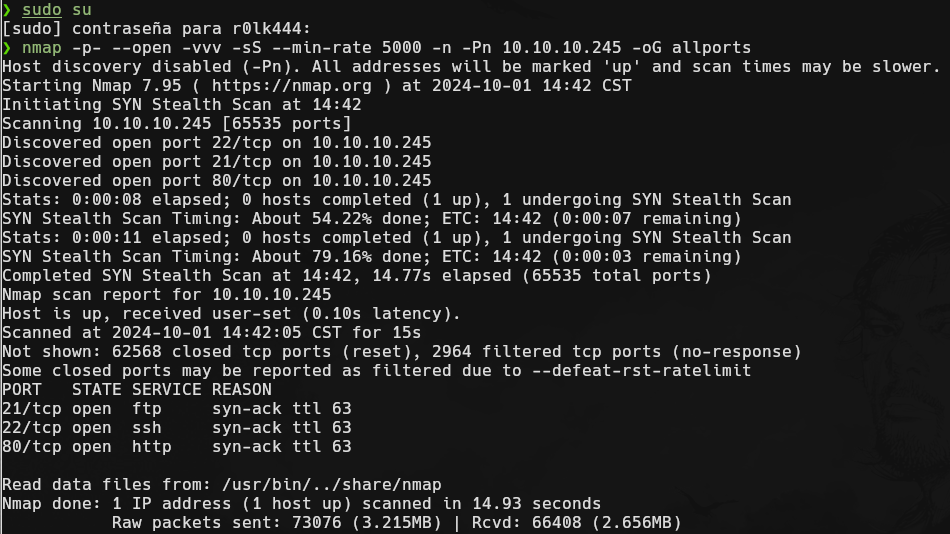 ❯ sudo su
[sudo] contraseña para r0lk444:
❯ nmap -p- --open -vvv -sS --min-rate 5000 -n -Pn 10.10.10.245 -oG allports
Host discovery disabled (-Pn). All addresses will be marked 'up' and scan times may be slower.
Starting Nmap 7.95 ( https://nmap.org ) at 2024-10-01 14:42 CST
Initiating SYN Stealth Scan at 14:42
Scanning 10.10.10.245 [65535 ports]
Discovered open port 22/tcp on 10.10.10.245
Discovered open port 21/tcp on 10.10.10.245
Discovered open port 80/tcp on 10.10.10.245
Stats: 0:00:08 elapsed; 0 hosts completed (1 up), 1 undergoing SYN Stealth Scan
SYN Stealth Scan Timing: About 54.22% done; ETC: 14:42 (0:00:07 remaining)
Stats: 0:00:11 elapsed; 0 hosts completed (1 up), 1 undergoing SYN Stealth Scan
SYN Stealth Scan Timing: About 79.16% done; ETC: 14:42 (0:00:03 remaining)
Completed SYN Stealth Scan at 14:42, 14.77s elapsed (65535 total ports)
Nmap scan report for 10.10.10.245
Host is up, received user-set (0.10s latency).
Scanned at 2024-10-01 14:42:05 CST for 15s
Not shown: 62568 closed tcp ports (reset), 2964 filtered tcp ports (no-response)
Some closed ports may be reported as filtered due to --defeat-rst-ratelimit
PORT   STATE SERVICE REASON
21/tcp open  ftp     syn-ack ttl 63
22/tcp open  ssh     syn-ack ttl 63
80/tcp open  http    syn-ack ttl 63
Read data files from: /usr/bin/../share/nmap
Nmap done: 1 IP address (1 host up) scanned in 14.93 seconds
Raw packets sent: 73076 (3.215MB) | Rcvd: 66408 (2.656MB)